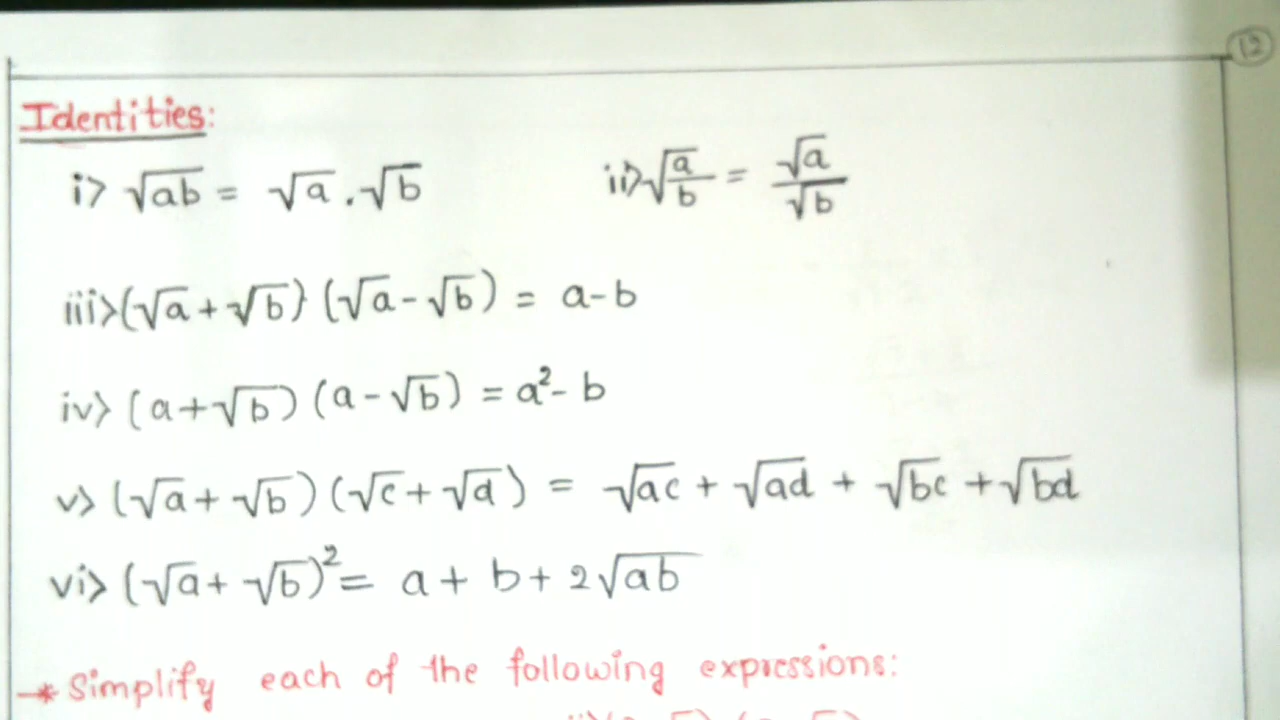 12
Identities:
i> √ab = √a . √b ii> √a/b = √a/√b
iii> (√a + √b) (√a - √b) = a - b
iv> (a + √b) (a - √b) = a² - b
v> (√a + √b) (√c + √d) = √ac + √ad + √bc + √bd
vi> (√a + √b)² = a + b + 2√ab
→* Simplify each of the following expressions: